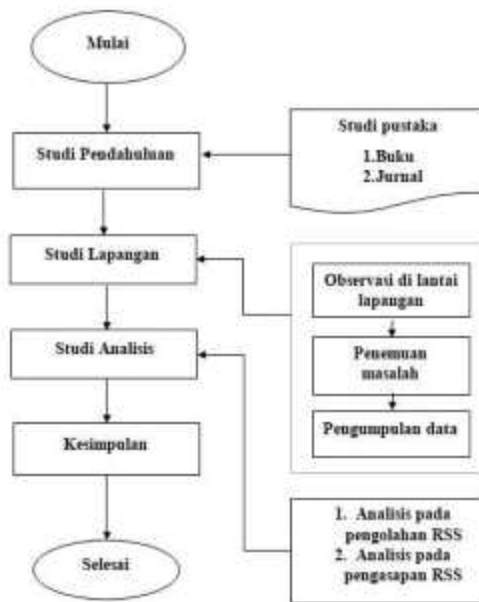 Mulai
Studi Pendahuluan
Studi pustaka
1.Buku
2.Jurnal
Studi Lapangan
Observasi di lantai
lapangan
Penemuan
masalah
Pengumpulan data
Studi Analisis
Kesimpulan
1. Analisis pada
pengolahan RSS
2. Analisis pada
pengasapan RSS
Selesai